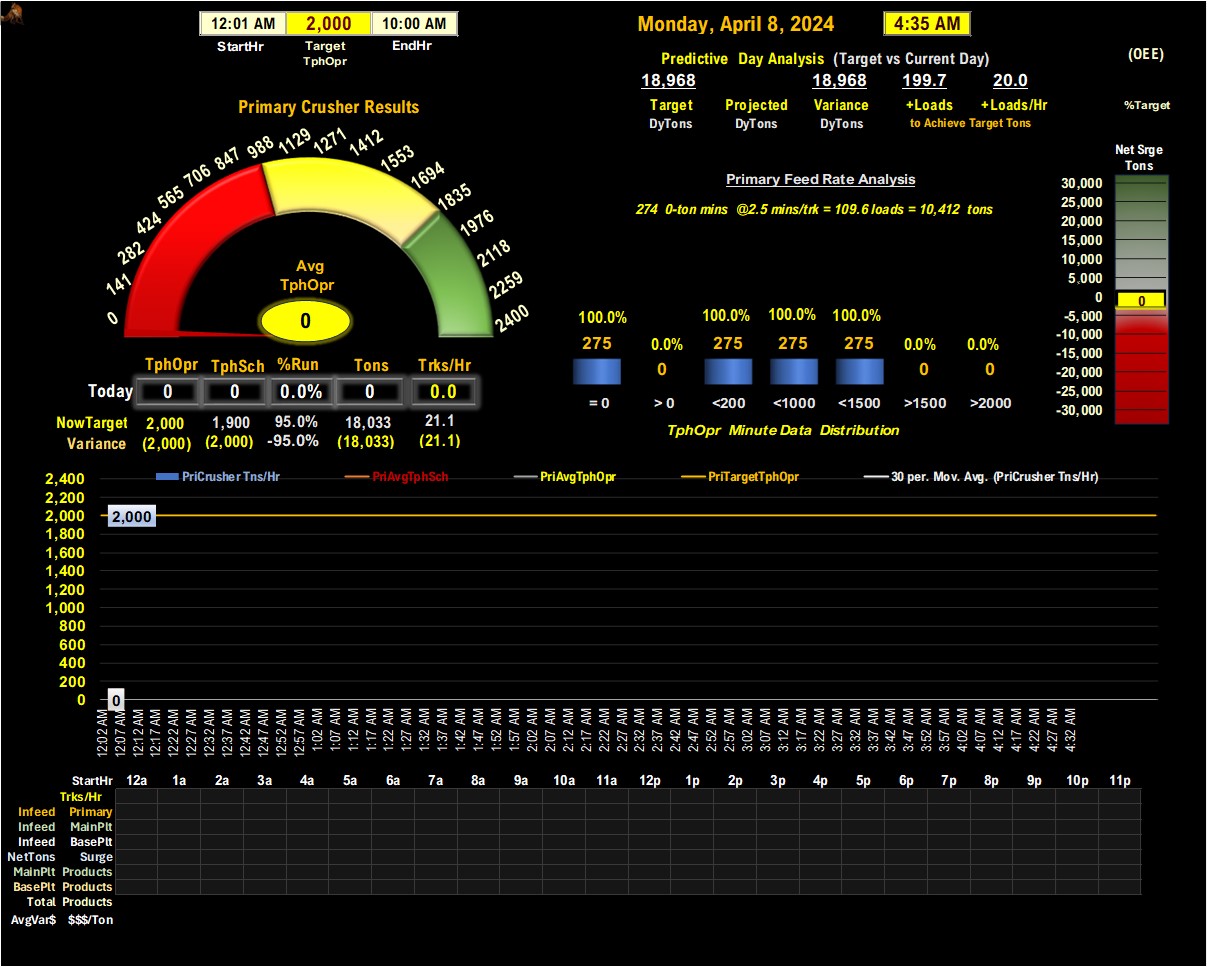 12:01 AM 2,000 10:00 AM
StartHr Target TphOpr EndHr
Monday, April 8, 2024 4:35 AM
Predictive Day Analysis (Target vs Current Day)
18,968 18,968 199.7 20.0
Target Projected Variance +Loads +Loads/Hr
DyTons DyTons DyTons to Achieve Target Tons
(OEE)
%Target
Primary Crusher Results
0 141 282 424 565 706 847 988 1129 1271 1412 1553 1694 1835 1976 2118 2259 2400
Avg
TphOpr
0
Primary Feed Rate Analysis
274 0-ton mins @2.5 mins/trk = 109.6 loads = 10,412 tons
Net Srge
Tons
30,000
25,000
20,000
15,000
10,000
5,000
0 0
-5,000
-10,000
-15,000
-20,000
-25,000
-30,000
TphOpr TphSch %Run Tons Trks/Hr
Today 0 0 0.0% 0 0.0
NowTarget 2,000 1,900 95.0% 18,033 21.1
Variance (2,000) (2,000) -95.0% (18,033) (21.1)
100.0% 100.0% 100.0% 100.0%
275 0.0% 275 275 275 0.0% 0.0%
0 0 0
= 0 > 0 <200 <1000 <1500 >1500 >2000
TphOpr Minute Data Distribution
PriCrusher Tns/Hr PriAvgTphSch PriAvgTphOpr PriTargetTphOpr 30 per. Mov. Avg. (PriCrusher Tns/Hr)
2,400
2,200
2,000 2,000
1,800
1,600
1,400
1,200
1,000
800
600
400
200
0 0
12:02 AM 12:07 AM 12:12 AM 12:17 AM 12:22 AM 12:27 AM 12:32 AM 12:37 AM 12:42 AM 12:47 AM 12:52 AM 12:57 AM 1:02 AM 1:07 AM 1:12 AM 1:17 AM 1:22 AM 1:27 AM 1:32 AM 1:37 AM 1:42 AM 1:47 AM 1:52 AM 1:57 AM 2:02 AM 2:07 AM 2:12 AM 2:17 AM 2:22 AM 2:27 AM 2:32 AM 2:37 AM 2:42 AM 2:47 AM 2:52 AM 2:57 AM 3:02 AM 3:07 AM 3:12 AM 3:17 AM 3:22 AM 3:27 AM 3:32 AM 3:37 AM 3:42 AM 3:47 AM 3:52 AM 3:57 AM 4:02 AM 4:07 AM 4:12 AM 4:17 AM 4:22 AM 4:27 AM 4:32 AM
StartHr 12a 1a 2a 3a 4a 5a 6a 7a 8a 9a 10a 11a 12p 1p 2p 3p 4p 5p 6p 7p 8p 9p 10p 11p
Trks/Hr
Infeed Primary
Infeed MainPlt
Infeed BasePlt
NetTons Surge
MainPlt Products
BasePlt Products
Total Products
AvgVar$ $$$/Ton